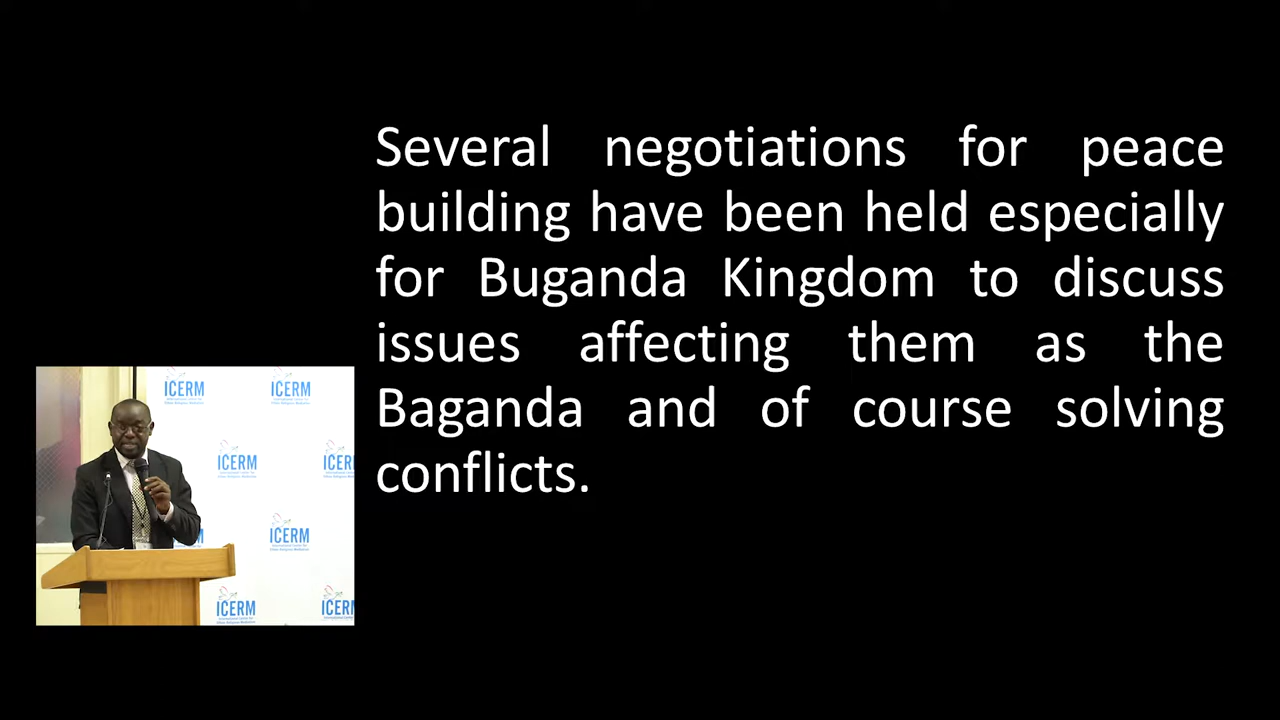 Several negotiations for peace
building have been held especially
for Buganda Kingdom to discuss
issues affecting them as the
Baganda and of course solving
conflicts.
ICERM
ICERM
ICERM
ICERM
ICERM
ICERM